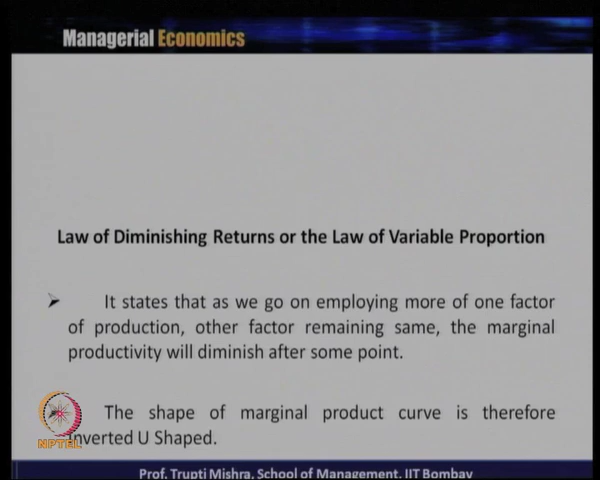 Managerial Economics
Law of Diminishing Returns or the Law of Variable Proportion
It states that as we go on employing more of one factor
of production, other factor remaining same, the marginal
productivity will diminish after some point.
The shape of marginal product curve is therefore
Inverted U Shaped.
NPTEL
Prof. Trupti Mishra, School of Management, IIT Bombay